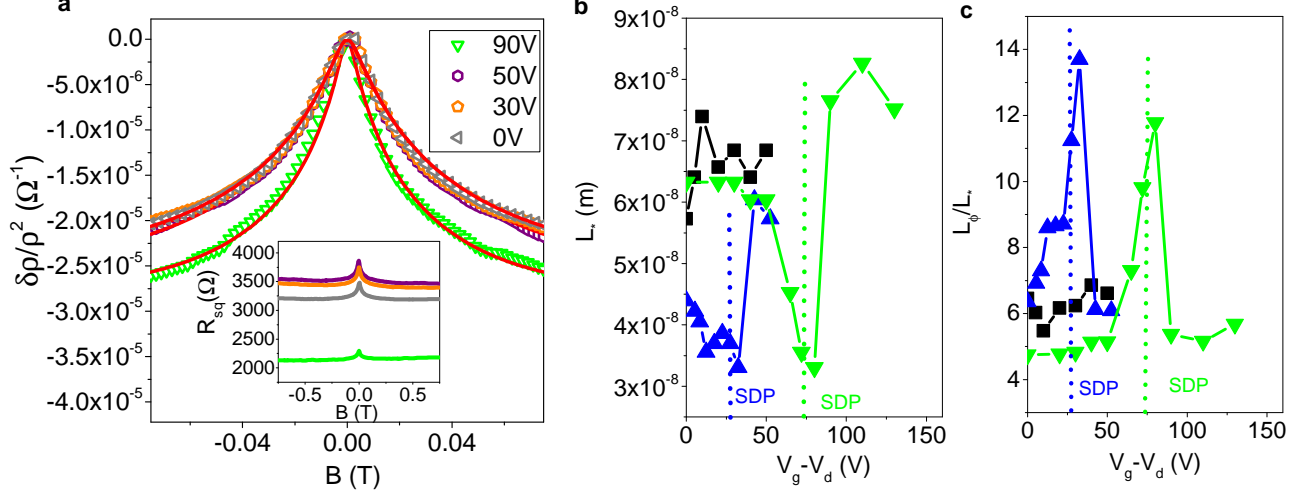 a
δρ/ρ² (Ω⁻¹)
0.0
-5.0x10⁻⁶
-1.0x10⁻⁵
-1.5x10⁻⁵
-2.0x10⁻⁵
-2.5x10⁻⁵
-3.0x10⁻⁵
-3.5x10⁻⁵
-4.0x10⁻⁵
90V
50V
30V
0V
R_sq(Ω)
4000
3500
3000
2500
2000
-0.5 0.0 0.5
B (T)
-0.04 0.00 0.04
B (T)
b
L_* (m)
9x10⁻⁸
8x10⁻⁸
7x10⁻⁸
6x10⁻⁸
5x10⁻⁸
4x10⁻⁸
3x10⁻⁸
SDP
SDP
0 50 100 150
V_g-V_d (V)
c
L_ϕ/L_*
14
12
10
8
6
4
SDP
SDP
0 50 100 150
V_g-V_d (V)